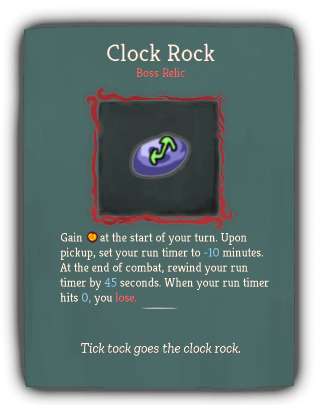 Clock Rock
Boss Relic
Gain at the start of your turn. Upon
pickup, set your run timer to -10 minutes.
At the end of combat, rewind your run
timer by 45 seconds. When your run timer
hits 0, you lose.
Tick tock goes the clock rock.